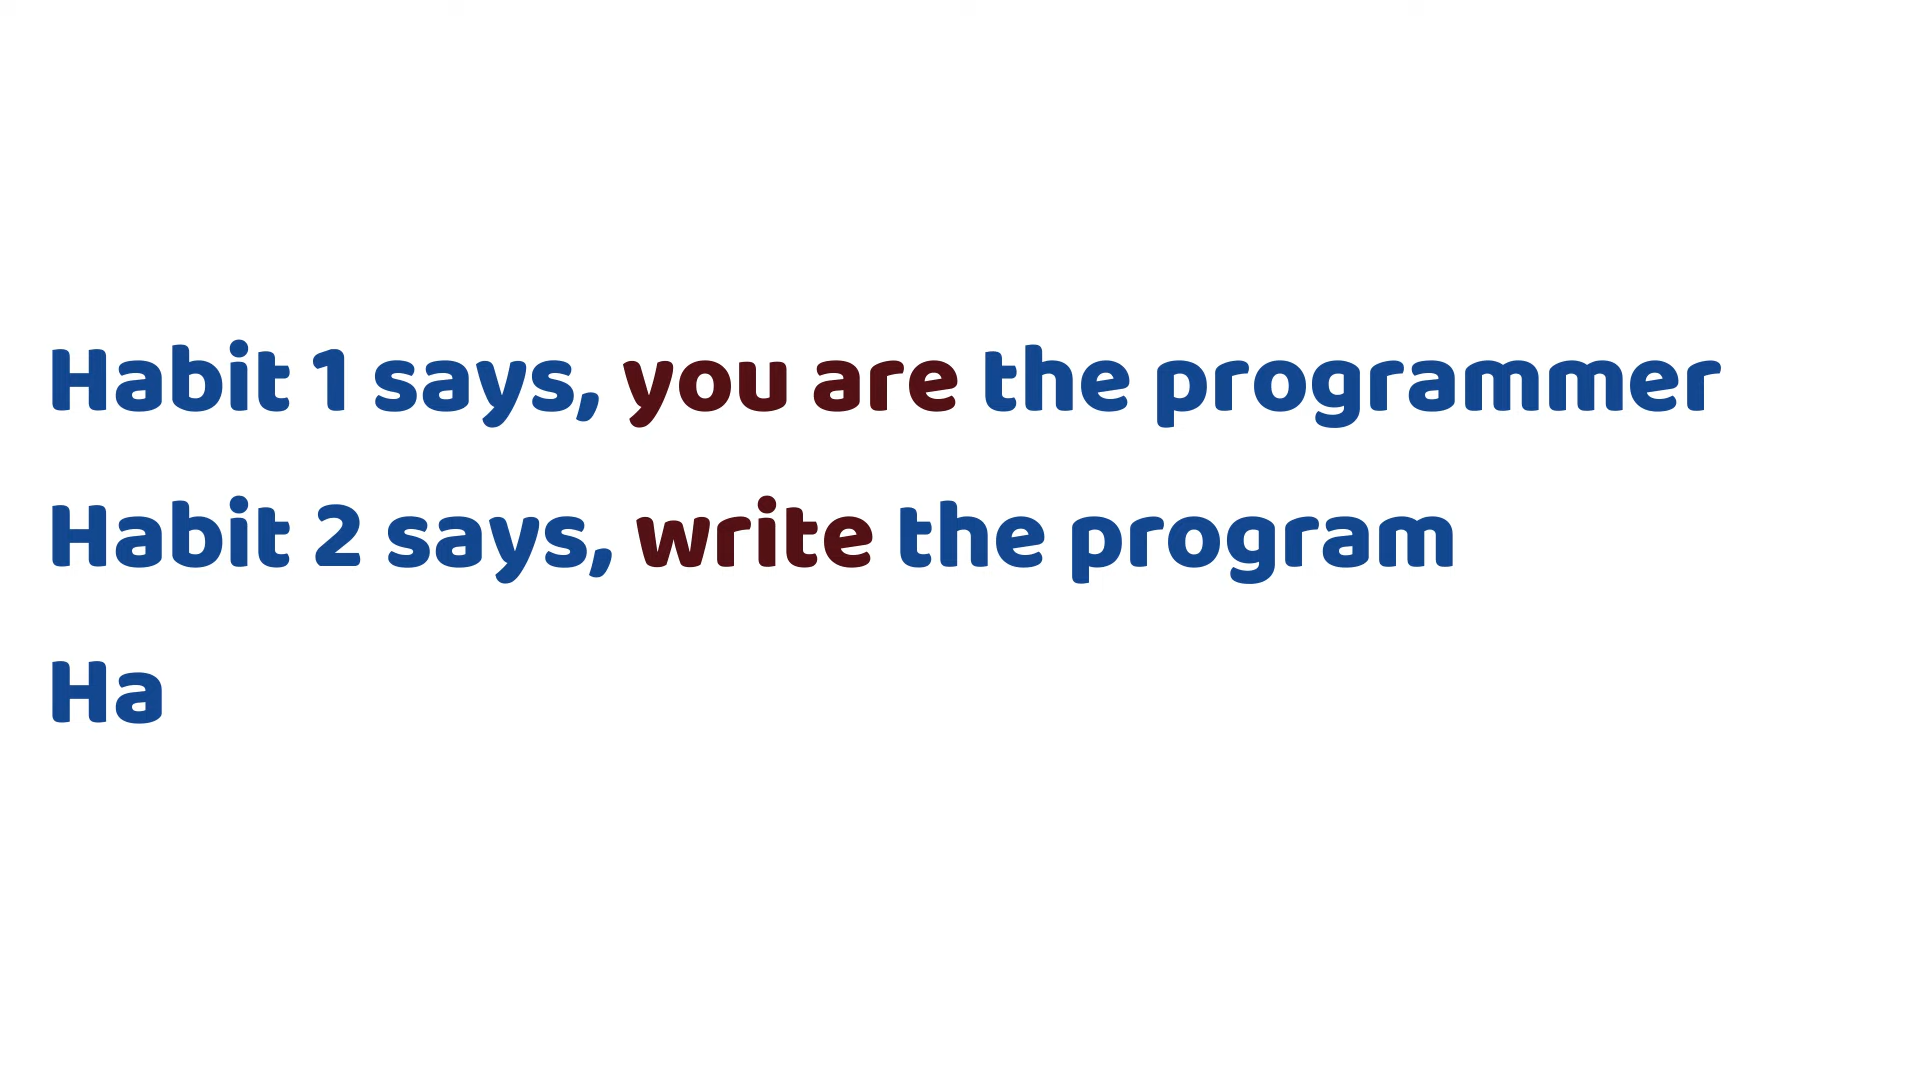 Habit 1 says, you are the programmer
Habit 2 says, write the program
Ha